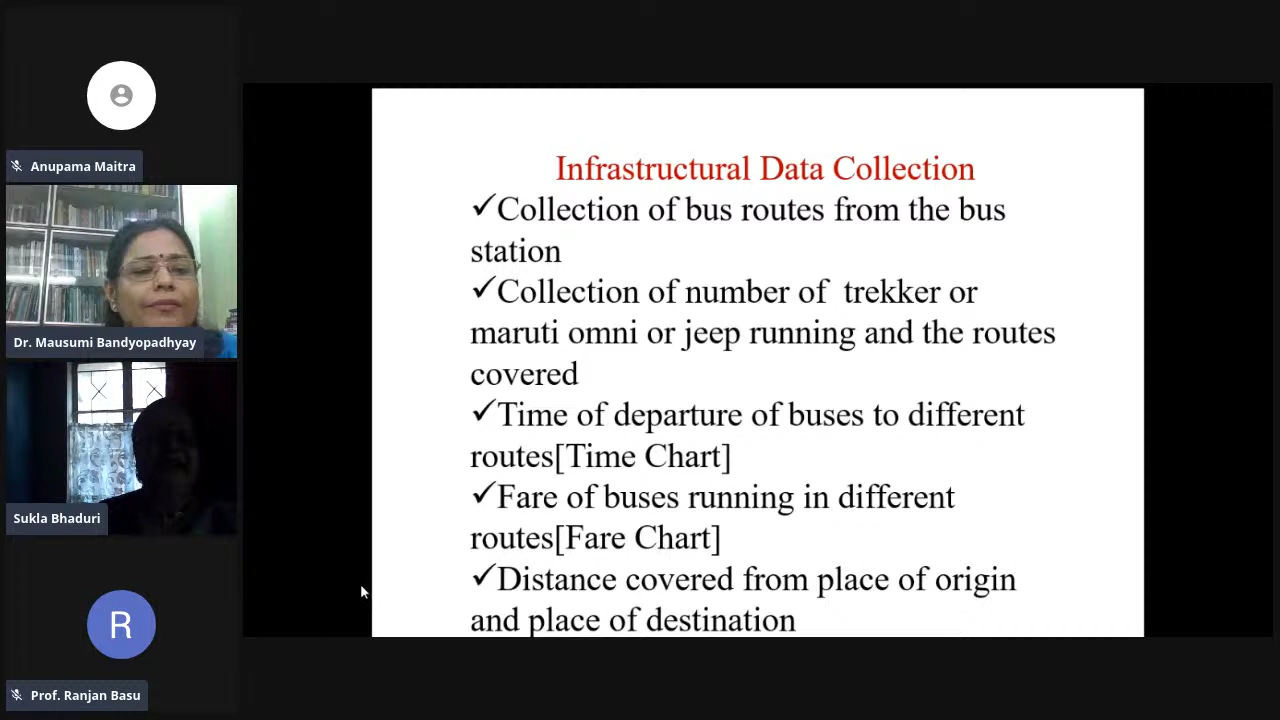 Anupama Maitra
Dr. Mausumi Bandyopadhyay
Sukla Bhaduri
R
Prof. Ranjan Basu
Infrastructural Data Collection
✓Collection of bus routes from the bus
station
✓Collection of number of trekker or
maruti omni or jeep running and the routes
covered
✓Time of departure of buses to different
routes[Time Chart]
✓Fare of buses running in different
routes[Fare Chart]
✓Distance covered from place of origin
and place of destination